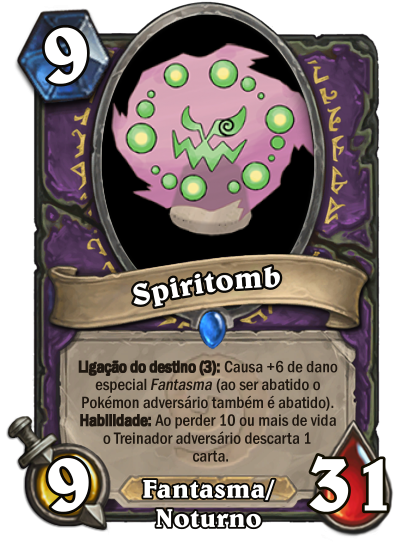 9
Spiritomb
Ligação do destino (3): Causa +6 de dano
especial Fantasma (ao ser abatido o
Pokémon adversário também é abatido).
Habilidade: Ao perder 10 ou mais de vida
o Treinador adversário descarta 1
carta.
9
Fantasma/
Noturno
31